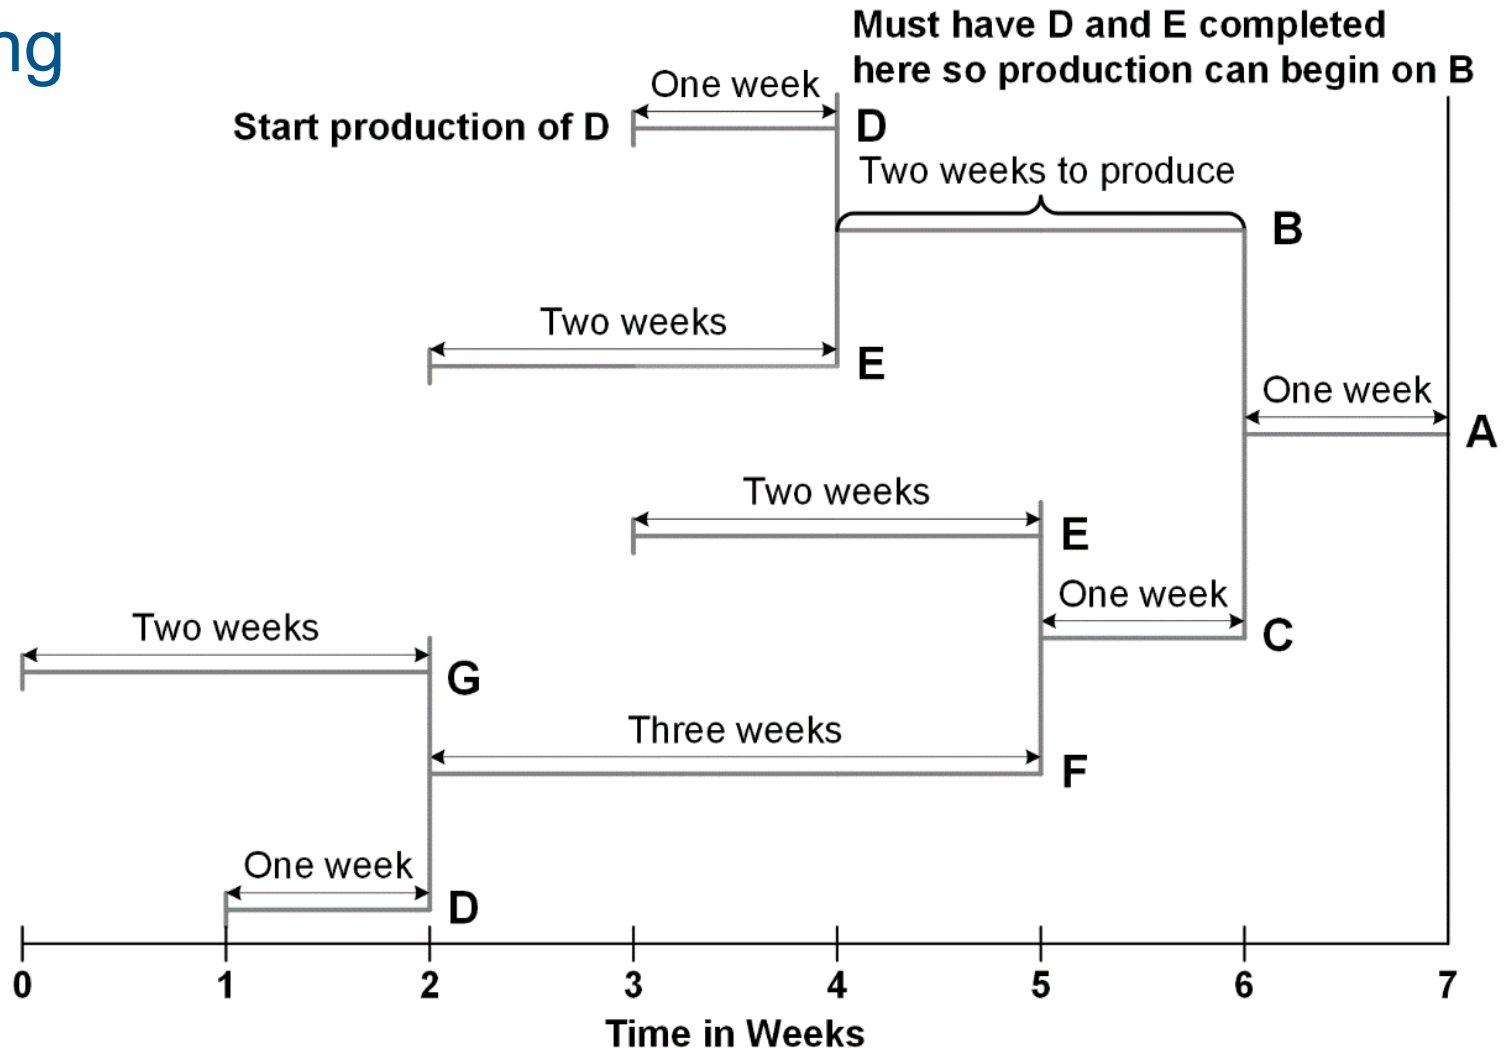 ng
Must have D and E completed
here so production can begin on B
One week
Start production of D
D
Two weeks to produce
B
Two weeks
E
One week
A
Two weeks
E
One week
C
Two weeks
G
Three weeks
F
One week
D
0 1 2 3 4 5 6 7
Time in Weeks